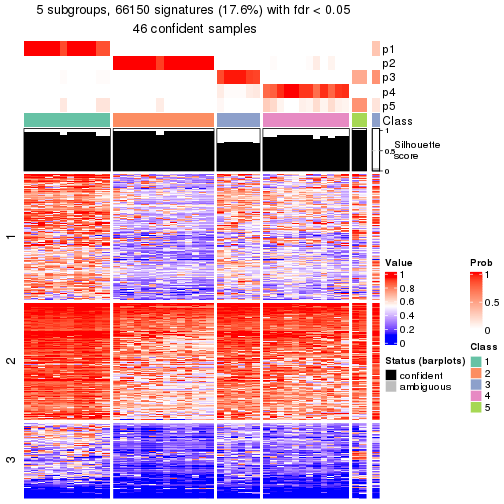 5 subgroups, 66150 signatures (17.6%) with fdr < 0.05
46 confident samples
p1
p2
p3
p4
p5
Class
1
0.5
0
Silhouette
score
1
2
3
Value
1
0.8
0.6
0.4
0.2
0
Status (barplots)
confident
ambiguous
Prob
1
0.5
0
Class
1
2
3
4
5